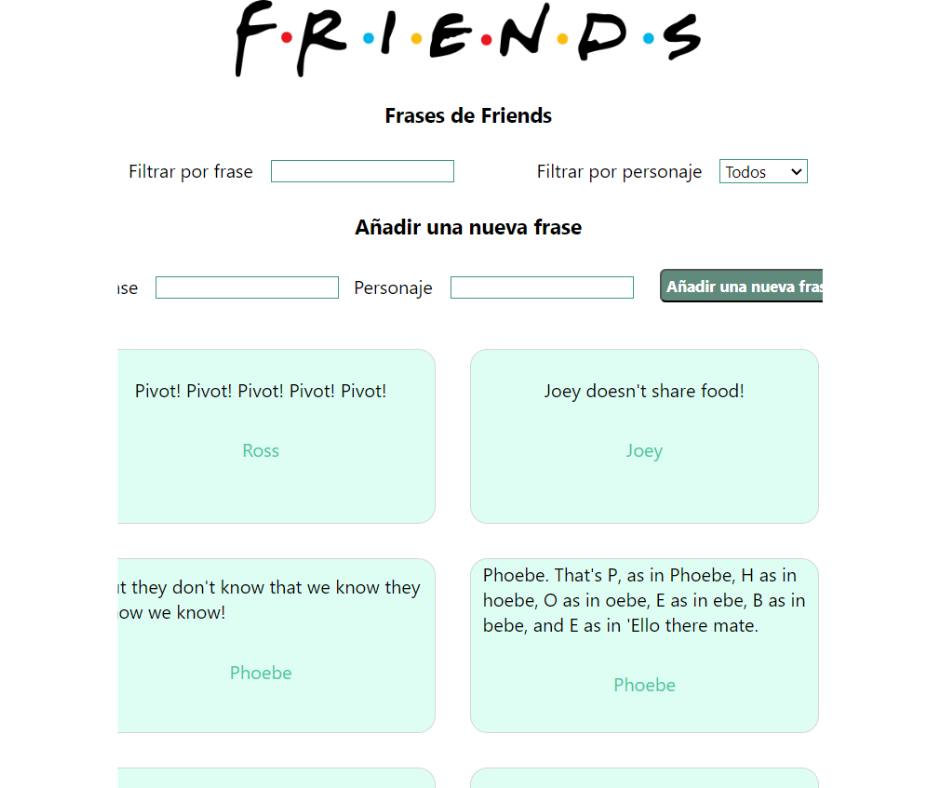 F·R·I·E·N·D·S
Frases de Friends
Filtrar por frase
Filtrar por personaje Todos
Añadir una nueva frase
Personaje
Añadir una nueva
Pivot! Pivot! Pivot! Pivot! Pivot!
Ross
Joey doesn't share food!
Joey
they don't know that we know they
we know!
Phoebe
Phoebe. That's P, as in Phoebe, H as in
hoebe, O as in oebe, E as in ebe, B as in
bebe, and E as in 'Ello there mate.
Phoebe